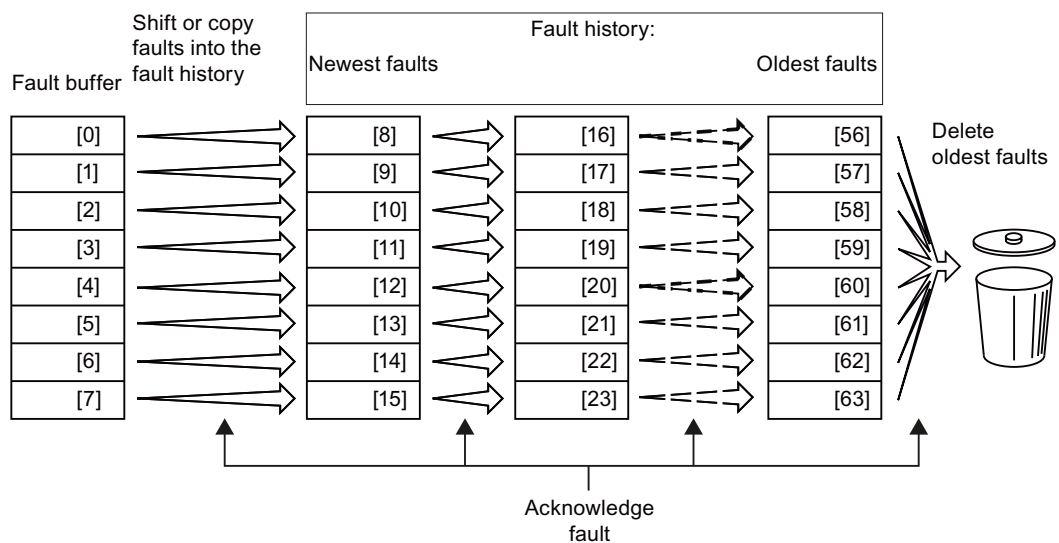 Shift or copy
faults into the
fault history
Fault history:
Fault buffer
Newest faults
Oldest faults
[0] [8] [16] [56]
[1] [9] [17] [57]
[2] [10] [18] [58]
[3] [11] [19] [59]
[4] [12] [20] [60]
[5] [13] [21] [61]
[6] [14] [22] [62]
[7] [15] [23] [63]
Delete
oldest faults
Acknowledge
fault